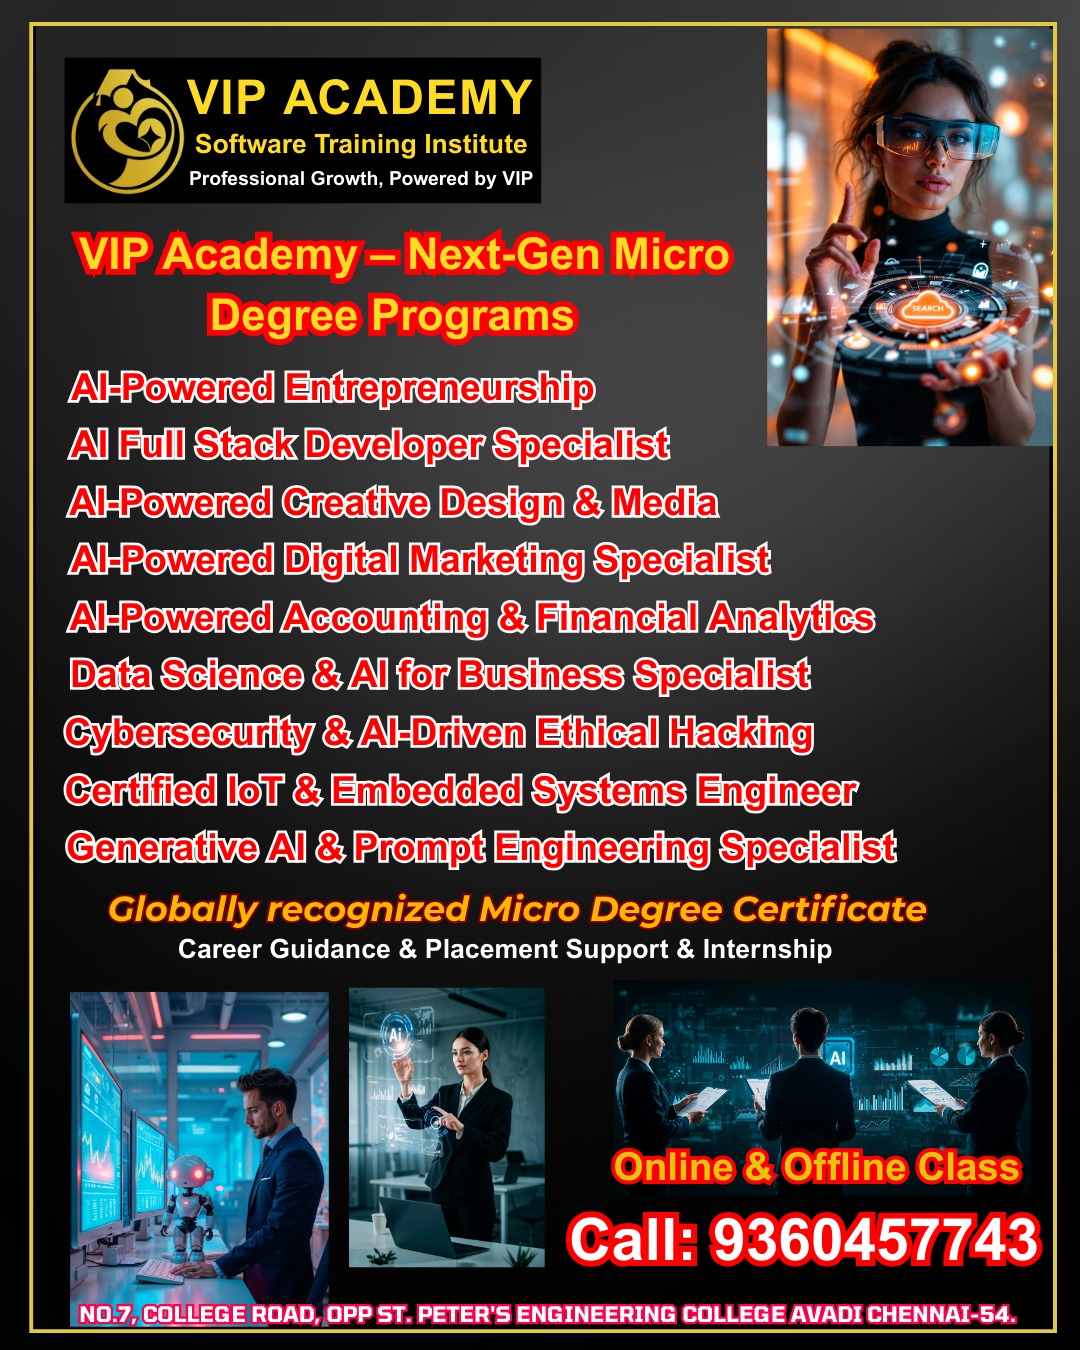 VIP ACADEMY
Software Training Institute
Professional Growth, Powered by VIP
VIP Academy – Next-Gen Micro
Degree Programs
SEARCH
AI-Powered Entrepreneurship
AI Full Stack Developer Specialist
AI-Powered Creative Design & Media
AI-Powered Digital Marketing Specialist
AI-Powered Accounting & Financial Analytics
Data Science & AI for Business Specialist
Cybersecurity & AI-Driven Ethical Hacking
Certified IoT & Embedded Systems Engineer
Generative AI & Prompt Engineering Specialist
Globally recognized Micro Degree Certificate
Career Guidance & Placement Support & Internship
Ai
AI
Online & Offline Class
Call: 9360457743
NO.7, COLLEGE ROAD, OPP ST. PETER'S ENGINEERING COLLEGE AVADI CHENNAI-54.